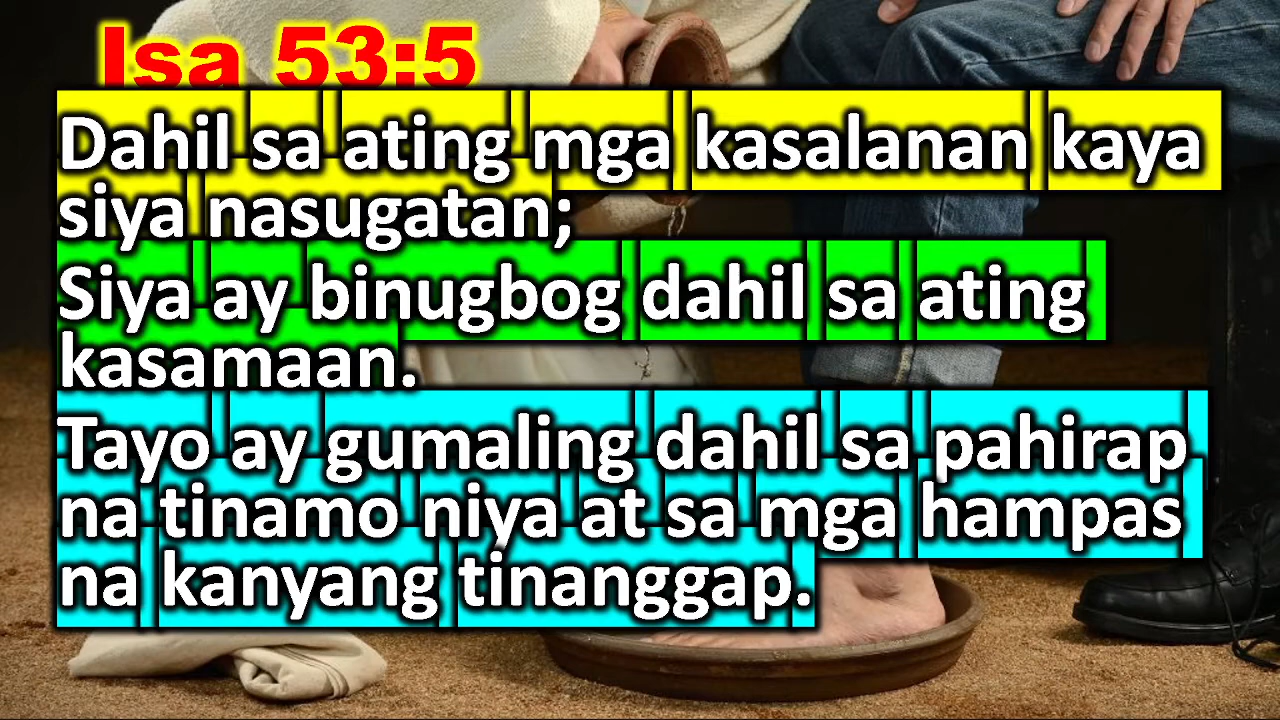 Isa 53:5
Dahil sa ating mga kasalanan kaya
siya nasugatan;
Siya ay binugbog dahil sa ating
kasamaan.
Tayo ay gumaling dahil sa pahirap
na tinamo niya at sa mga hampas
na kanyang tinanggap.